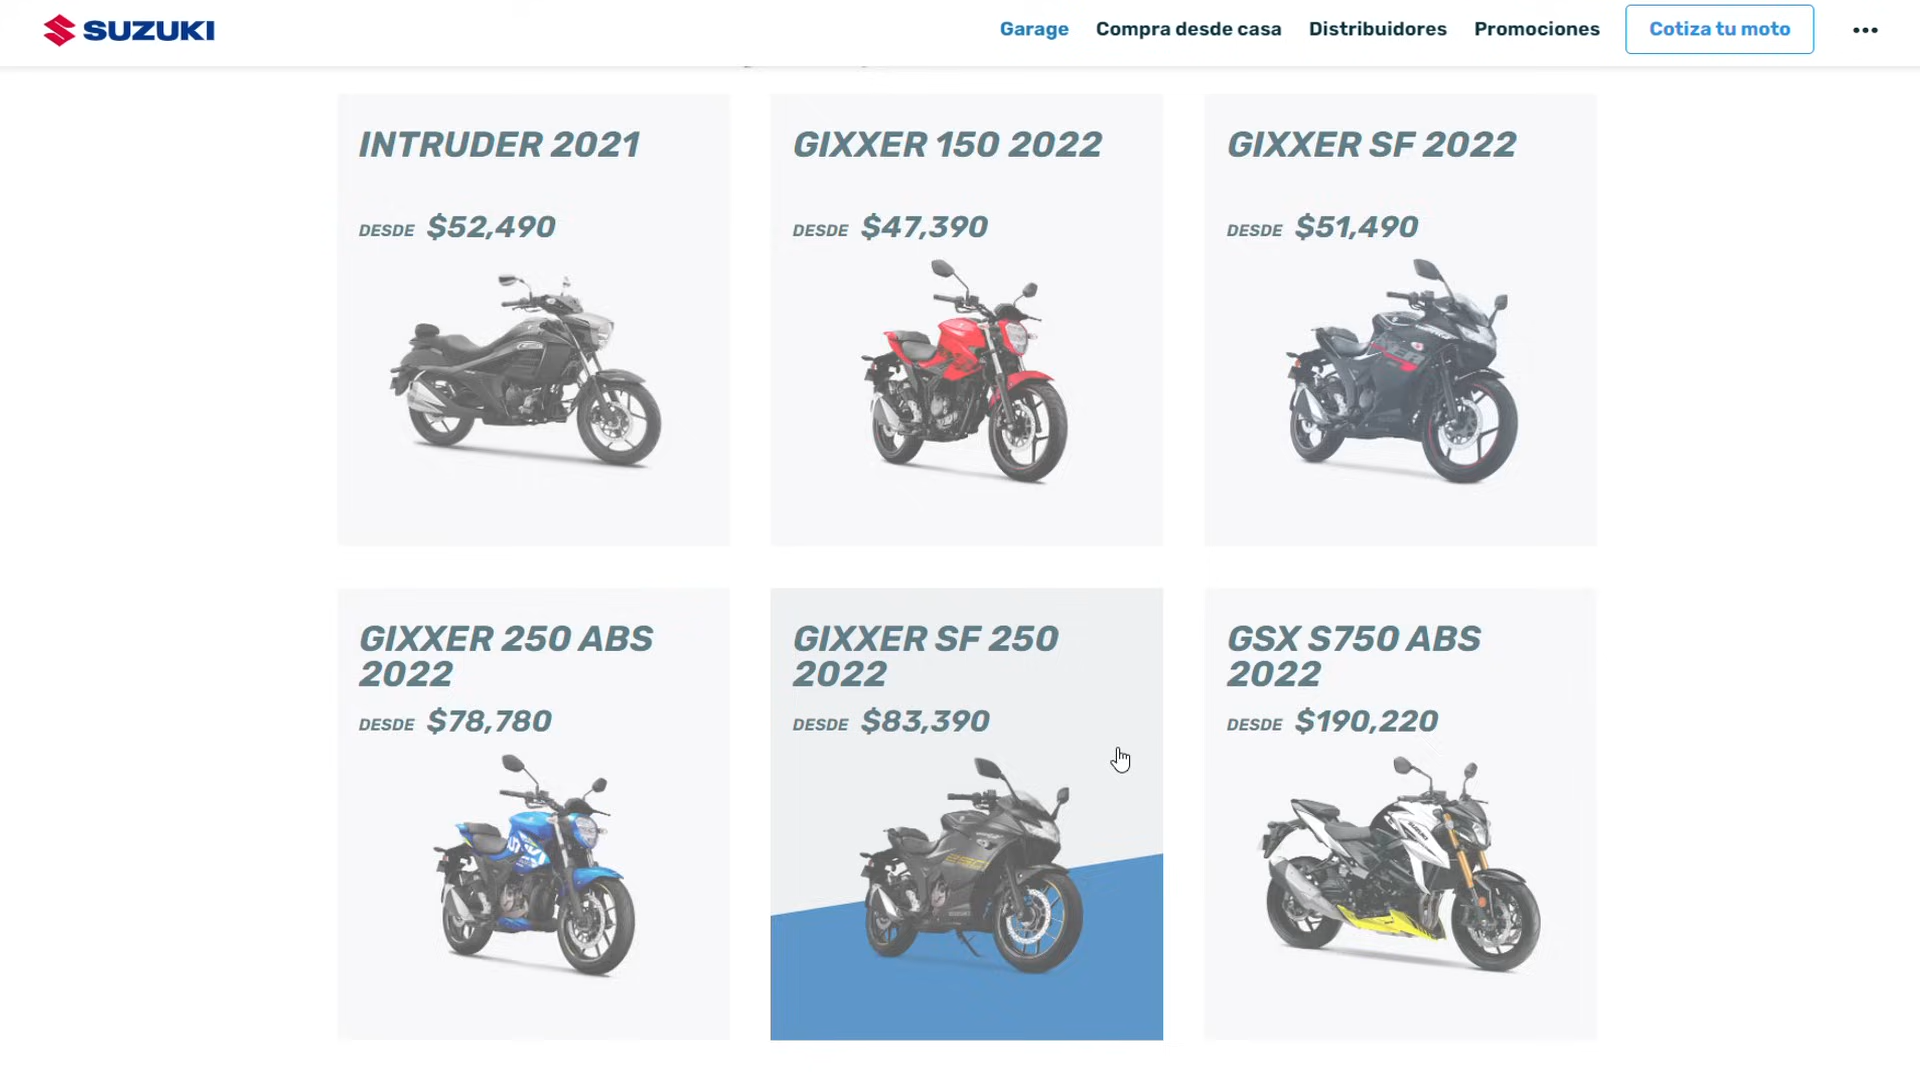 SUZUKI
Garage Compra desde casa Distribuidores Promociones Cotiza tu moto
INTRUDER 2021
DESDE $52,490
GIXXER 150 2022
DESDE $47,390
GIXXER SF 2022
DESDE $51,490
GIXXER 250 ABS
2022
DESDE $78,780
GIXXER SF 250
2022
DESDE $83,390
GSX S750 ABS
2022
DESDE $190,220